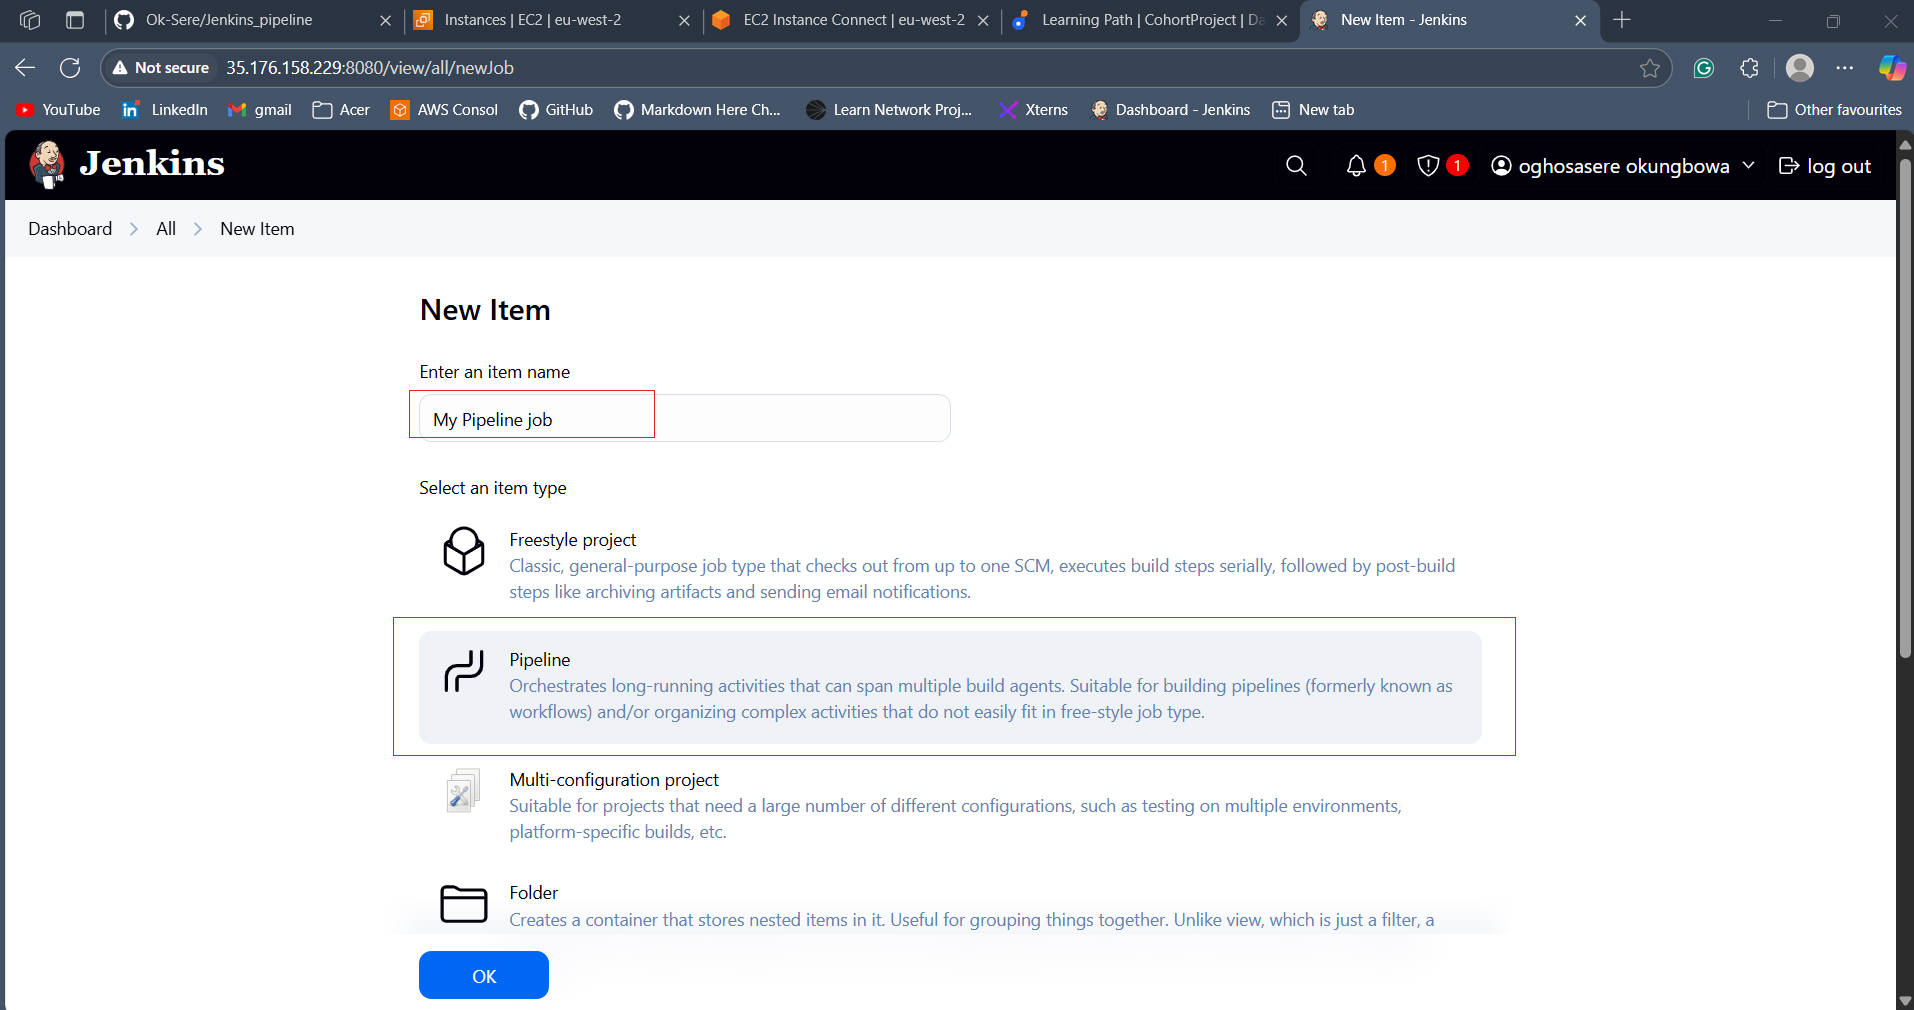 Ok-Sere/Jenkins_pipeline
Instances | EC2 | eu-west-2
EC2 Instance Connect | eu-west-2
Learning Path | CohortProject | Da
New Item - Jenkins
Not secure
35.176.158.229:8080/view/all/newJob
YouTube
LinkedIn
gmail
Acer
AWS Consol
GitHub
Markdown Here Ch...
Learn Network Proj...
Xterns
Dashboard - Jenkins
New tab
Other favourites
Jenkins
1
1
oghosasere okungbowa
log out
Dashboard
All
New Item
New Item
Enter an item name
My Pipeline job
Select an item type
Freestyle project
Classic, general-purpose job type that checks out from up to one SCM, executes build steps serially, followed by post-build
steps like archiving artifacts and sending email notifications.
Pipeline
Orchestrates long-running activities that can span multiple build agents. Suitable for building pipelines (formerly known as
workflows) and/or organizing complex activities that do not easily fit in free-style job type.
Multi-configuration project
Suitable for projects that need a large number of different configurations, such as testing on multiple environments,
platform-specific builds, etc.
Folder
Creates a container that stores nested items in it. Useful for grouping things together. Unlike view, which is just a filter, a
OK